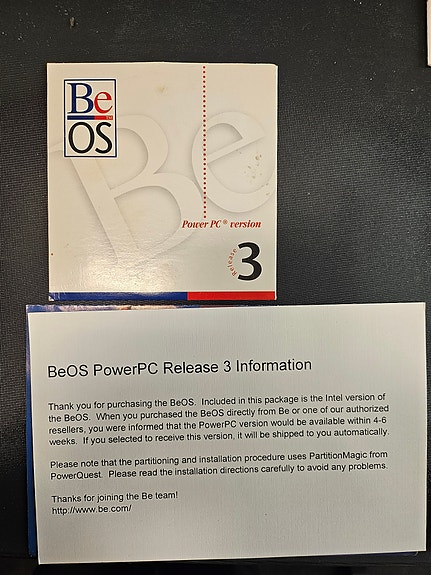 Be
OS
Be
Power PC® version
Release 3
BeOS PowerPC Release 3 Information
Thank you for purchasing the BeOS. Included in this package is the Intel version of
the BeOS. When you purchased the BeOS directly from Be or one of our authorized
resellers, you were informed that the PowerPC version would be available within 4-6
weeks. If you selected to receive this version, it will be shipped to you automatically.
Please note that the partitioning and installation procedure uses PartitionMagic from
PowerQuest. Please read the installation directions carefully to avoid any problems.
Thanks for joining the Be team!
http://www.be.com/